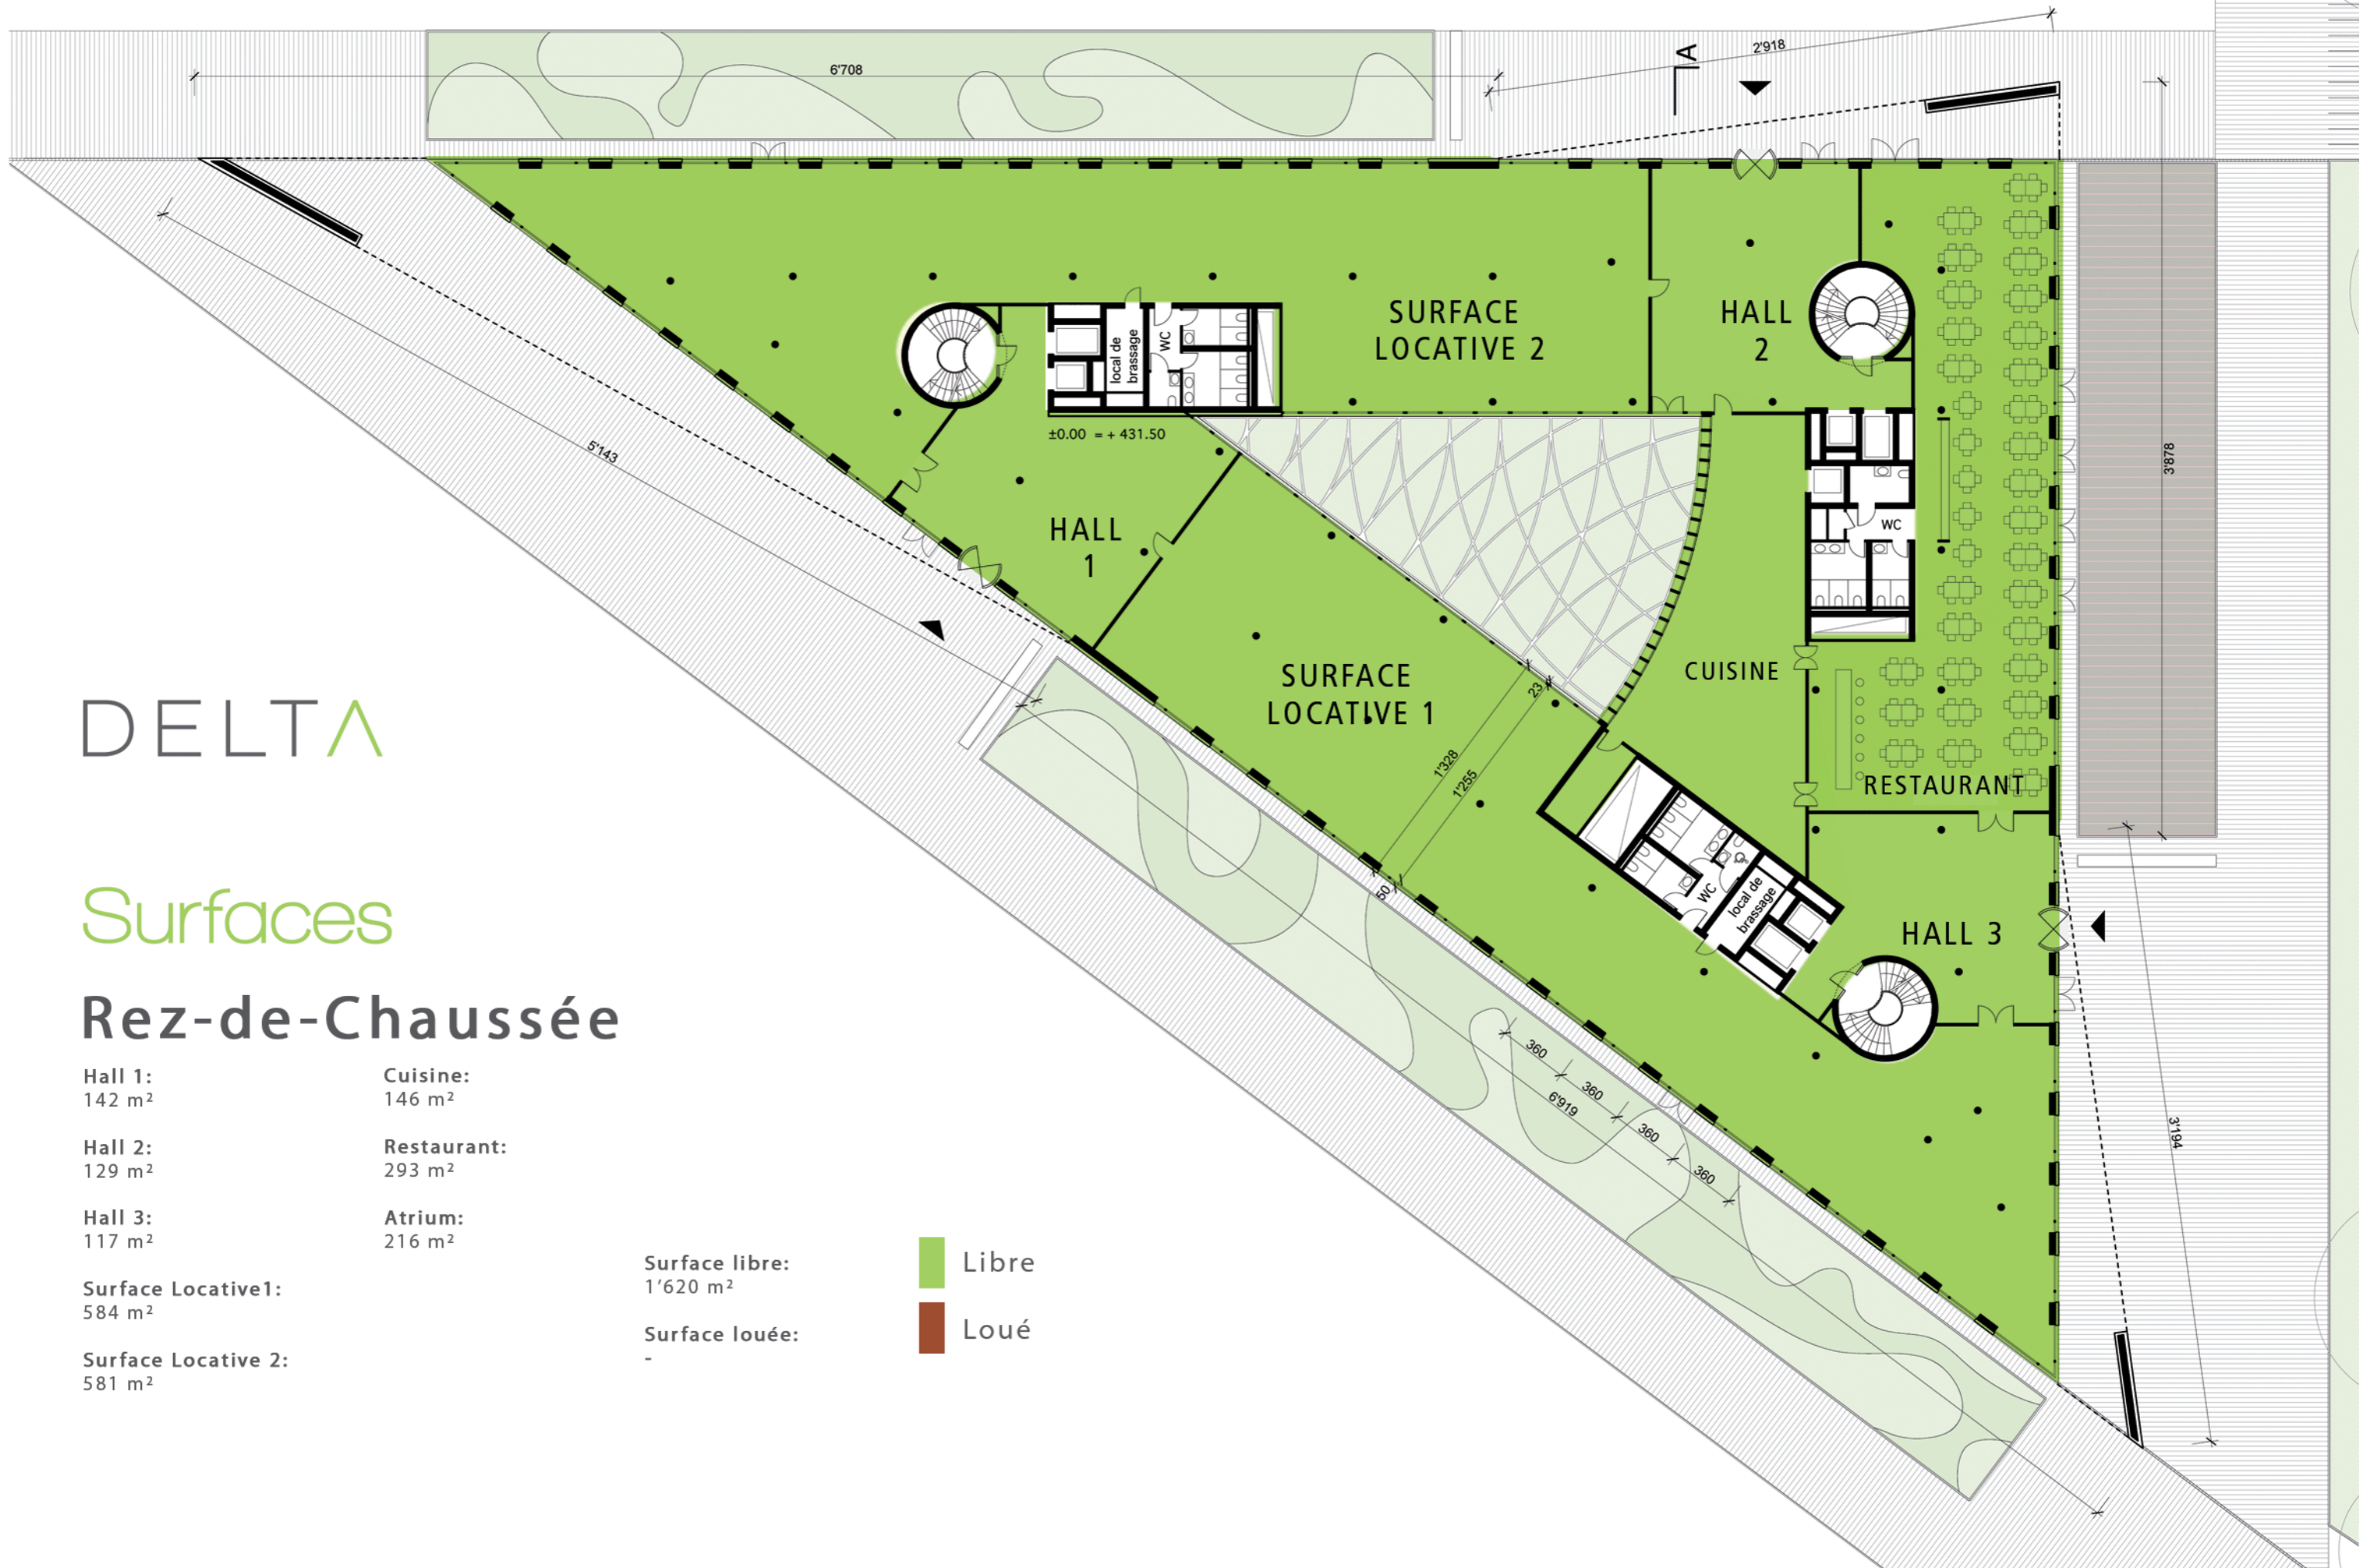 6'708
2'918
A
3'878
5'143
SURFACE
LOCATIVE 2
HALL
2
local de
brassage
WC
±0.00 = + 431.50
HALL
1
WC
CUISINE
SURFACE
LOCATIVE 1
23
1'328
1'255
50
RESTAURANT
WC
local de
brassage
HALL 3
360
360
360
360
6'919
3'194
DELTΛ
Surfaces
Rez-de-Chaussée
Hall 1:
142 m²
Hall 2:
129 m²
Hall 3:
117 m²
Surface Locative1:
584 m²
Surface Locative 2:
581 m²
Cuisine:
146 m²
Restaurant:
293 m²
Atrium:
216 m²
Surface libre:
1’620 m²
Surface louée:
-
Libre
Loué